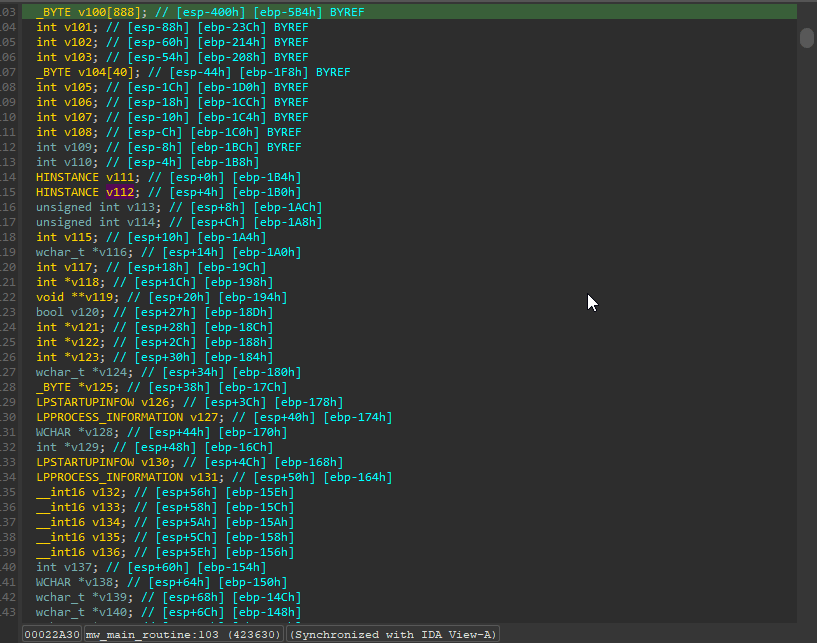 03 _BYTE v100[888]; // [esp-400h] [ebp-5B4h] BYREF
04 int v101; // [esp-88h] [ebp-23Ch] BYREF
05 int v102; // [esp-60h] [ebp-214h] BYREF
06 int v103; // [esp-54h] [ebp-208h] BYREF
07 _BYTE v104[40]; // [esp-44h] [ebp-1F8h] BYREF
08 int v105; // [esp-1Ch] [ebp-1D0h] BYREF
09 int v106; // [esp-18h] [ebp-1CCh] BYREF
10 int v107; // [esp-10h] [ebp-1C4h] BYREF
11 int v108; // [esp-Ch] [ebp-1C0h] BYREF
12 int v109; // [esp-8h] [ebp-1BCh] BYREF
13 int v110; // [esp-4h] [ebp-1B8h]
14 HINSTANCE v111; // [esp+0h] [ebp-1B4h]
15 HINSTANCE v112; // [esp+4h] [ebp-1B0h]
16 unsigned int v113; // [esp+8h] [ebp-1ACh]
17 unsigned int v114; // [esp+Ch] [ebp-1A8h]
18 int v115; // [esp+10h] [ebp-1A4h]
19 wchar_t *v116; // [esp+14h] [ebp-1A0h]
20 int v117; // [esp+18h] [ebp-19Ch]
21 int *v118; // [esp+1Ch] [ebp-198h]
22 void **v119; // [esp+20h] [ebp-194h]
23 bool v120; // [esp+27h] [ebp-18Dh]
24 int *v121; // [esp+28h] [ebp-18Ch]
25 int *v122; // [esp+2Ch] [ebp-188h]
26 int *v123; // [esp+30h] [ebp-184h]
27 wchar_t *v124; // [esp+34h] [ebp-180h]
28 _BYTE *v125; // [esp+38h] [ebp-17Ch]
29 LPSTARTUPINFOW v126; // [esp+3Ch] [ebp-178h]
30 LPPROCESS_INFORMATION v127; // [esp+40h] [ebp-174h]
31 WCHAR *v128; // [esp+44h] [ebp-170h]
32 int *v129; // [esp+48h] [ebp-16Ch]
33 LPSTARTUPINFOW v130; // [esp+4Ch] [ebp-168h]
34 LPPROCESS_INFORMATION v131; // [esp+50h] [ebp-164h]
35 __int16 v132; // [esp+56h] [ebp-15Eh]
36 __int16 v133; // [esp+58h] [ebp-15Ch]
37 __int16 v134; // [esp+5Ah] [ebp-15Ah]
38 __int16 v135; // [esp+5Ch] [ebp-158h]
39 __int16 v136; // [esp+5Eh] [ebp-156h]
40 int v137; // [esp+60h] [ebp-154h]
41 WCHAR *v138; // [esp+64h] [ebp-150h]
42 wchar_t *v139; // [esp+68h] [ebp-14Ch]
43 wchar_t *v140; // [esp+6Ch] [ebp-148h]
00022A30 mw_main_routine:103 (423630) (Synchronized with IDA View-A)